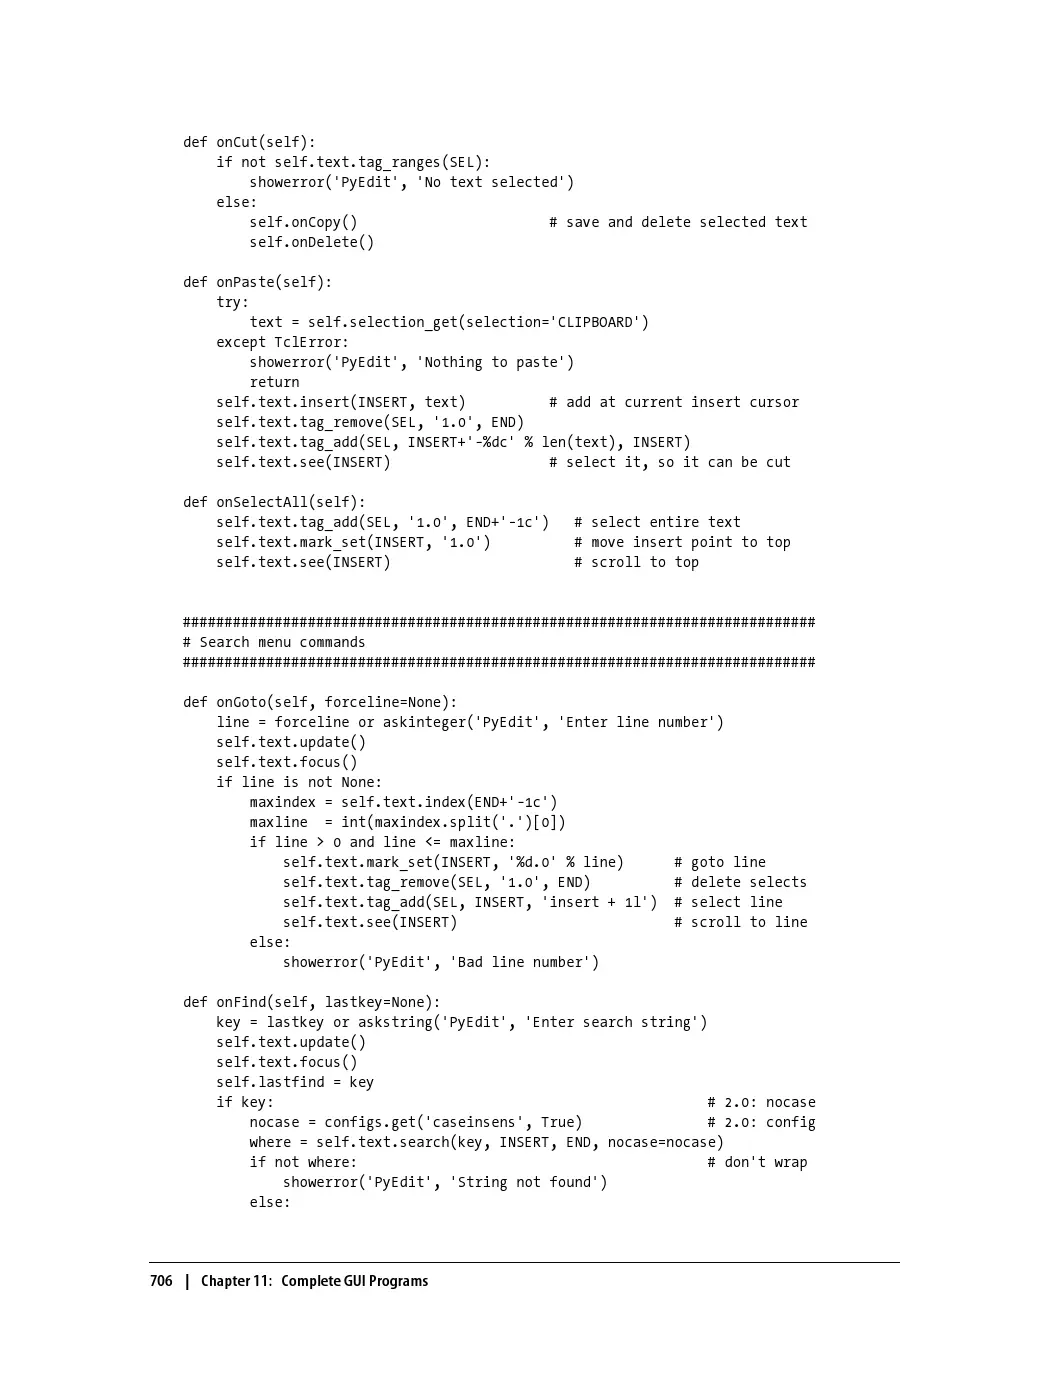 def onCut(self):
    if not self.text.tag_ranges(SEL):
        showerror('PyEdit', 'No text selected')
    else:
        self.onCopy()                       # save and delete selected text
        self.onDelete()

def onPaste(self):
    try:
        text = self.selection_get(selection='CLIPBOARD')
    except TclError:
        showerror('PyEdit', 'Nothing to paste')
        return
    self.text.insert(INSERT, text)          # add at current insert cursor
    self.text.tag_remove(SEL, '1.0', END)
    self.text.tag_add(SEL, INSERT+'-%dc' % len(text), INSERT)
    self.text.see(INSERT)                   # select it, so it can be cut

def onSelectAll(self):
    self.text.tag_add(SEL, '1.0', END+'-1c')   # select entire text
    self.text.mark_set(INSERT, '1.0')          # move insert point to top
    self.text.see(INSERT)                      # scroll to top


############################################################################
# Search menu commands
############################################################################

def onGoto(self, forceline=None):
    line = forceline or askinteger('PyEdit', 'Enter line number')
    self.text.update()
    self.text.focus()
    if line is not None:
        maxindex = self.text.index(END+'-1c')
        maxline  = int(maxindex.split('.')[0])
        if line > 0 and line <= maxline:
            self.text.mark_set(INSERT, '%d.0' % line)      # goto line
            self.text.tag_remove(SEL, '1.0', END)          # delete selects
            self.text.tag_add(SEL, INSERT, 'insert + 1l')  # select line
            self.text.see(INSERT)                          # scroll to line
        else:
            showerror('PyEdit', 'Bad line number')

def onFind(self, lastkey=None):
    key = lastkey or askstring('PyEdit', 'Enter search string')
    self.text.update()
    self.text.focus()
    self.lastfind = key
    if key:                                                    # 2.0: nocase
        nocase = configs.get('caseinsens', True)               # 2.0: config
        where = self.text.search(key, INSERT, END, nocase=nocase)
        if not where:                                          # don't wrap
            showerror('PyEdit', 'String not found')
        else:

706 | Chapter 11: Complete GUI Programs